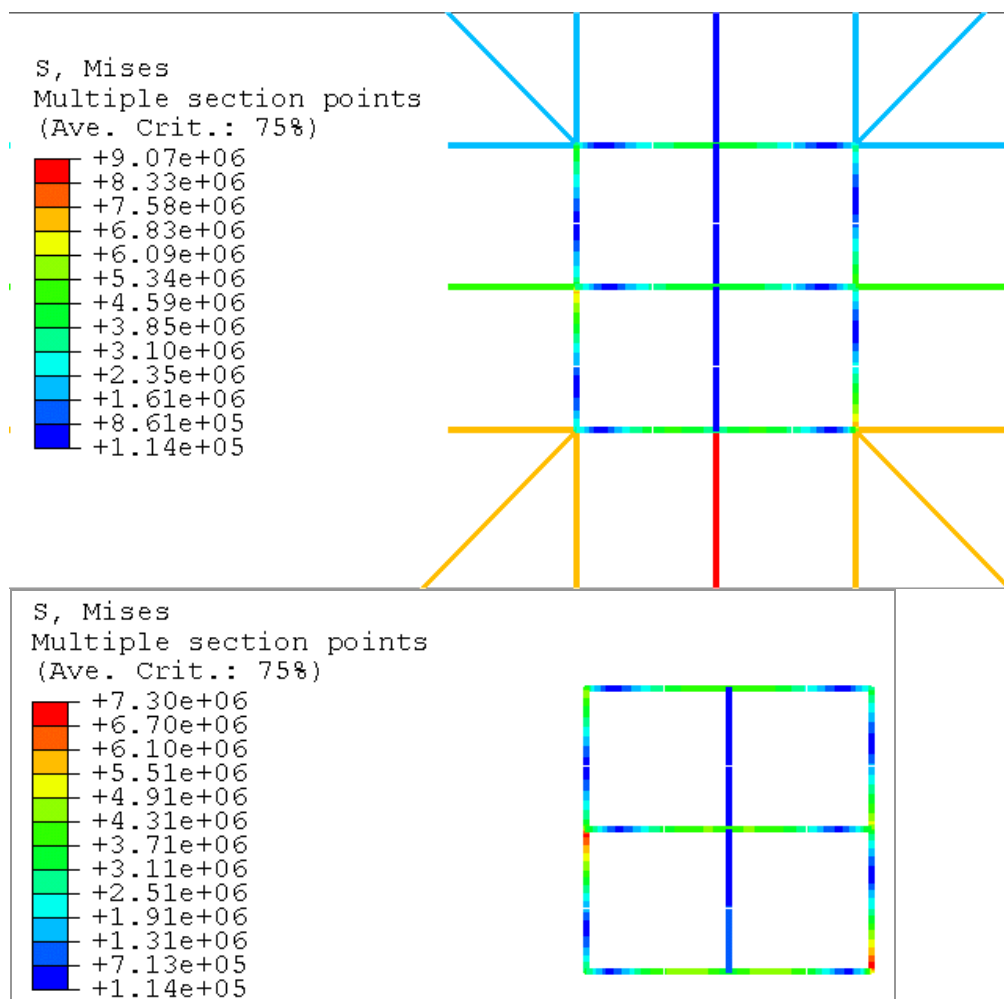 S, Mises
Multiple section points
(Ave. Crit.: 75%)
+9.07e+06
+8.33e+06
+7.58e+06
+6.83e+06
+6.09e+06
+5.34e+06
+4.59e+06
+3.85e+06
+3.10e+06
+2.35e+06
+1.61e+06
+8.61e+05
+1.14e+05
S, Mises
Multiple section points
(Ave. Crit.: 75%)
+7.30e+06
+6.70e+06
+6.10e+06
+5.51e+06
+4.91e+06
+4.31e+06
+3.71e+06
+3.11e+06
+2.51e+06
+1.91e+06
+1.31e+06
+7.13e+05
+1.14e+05